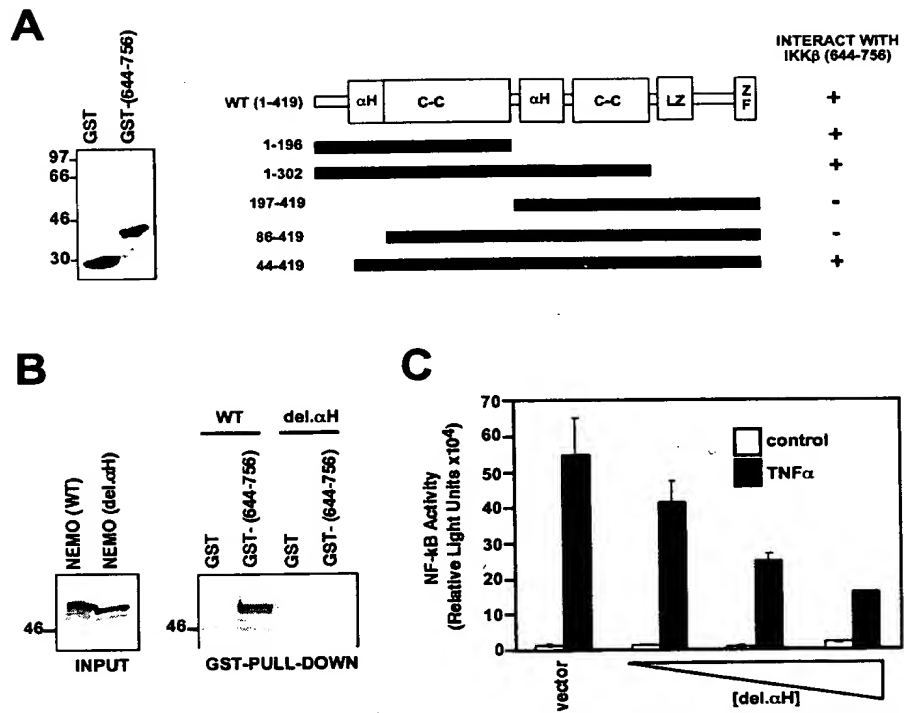 A
GST
GST-(644-756)
97
66
46
30
INTERACT WITH
IKKβ (644-756)
WT (1-419)
αH
C-C
αH
C-C
LZ
ZF
+
1-196
+
1-302
+
197-419
-
86-419
-
44-419
+
B
NEMO (WT)
NEMO (del.αH)
46
INPUT
WT
del.αH
GST
GST- (644-756)
GST
GST- (644-756)
46
GST-PULL-DOWN
C
NF-kB Activity
(Relative Light Units x10⁴)
70
60
50
40
30
20
10
0
control
TNFα
vector
[del.αH]